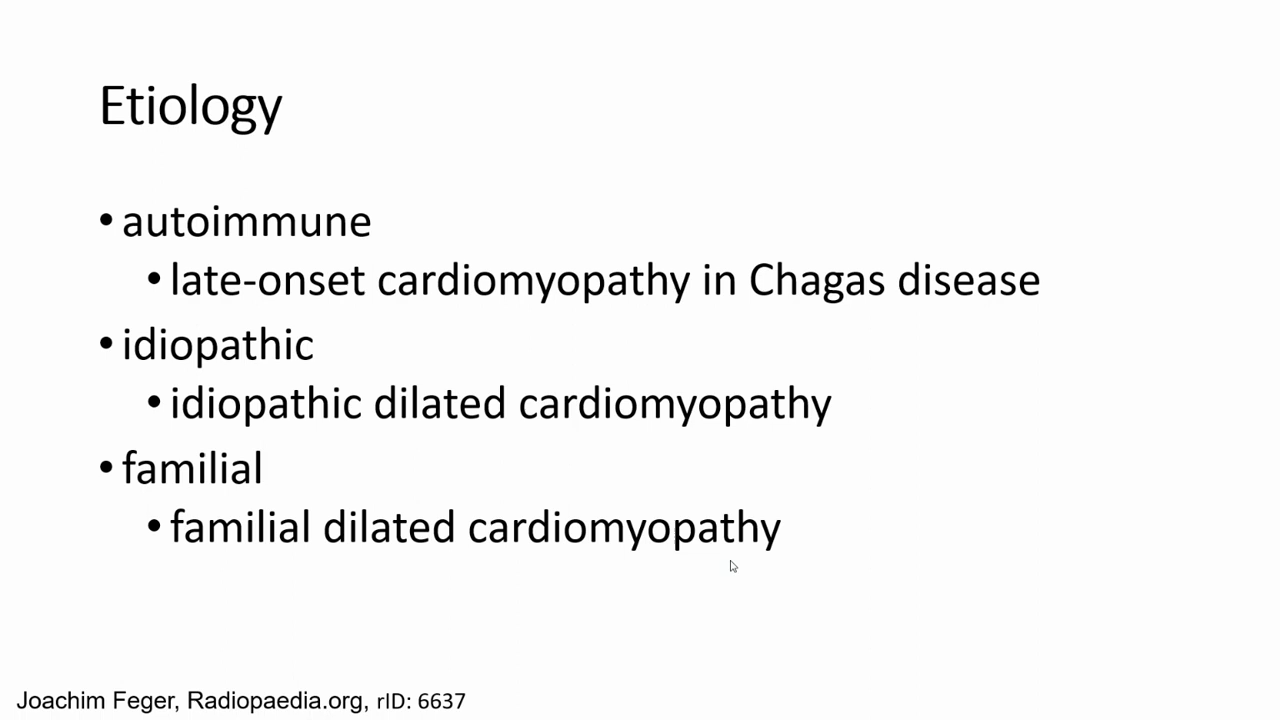 Etiology
• autoimmune
• late-onset cardiomyopathy in Chagas disease
• idiopathic
• idiopathic dilated cardiomyopathy
• familial
• familial dilated cardiomyopathy
Joachim Feger, Radiopaedia.org, rID: 6637